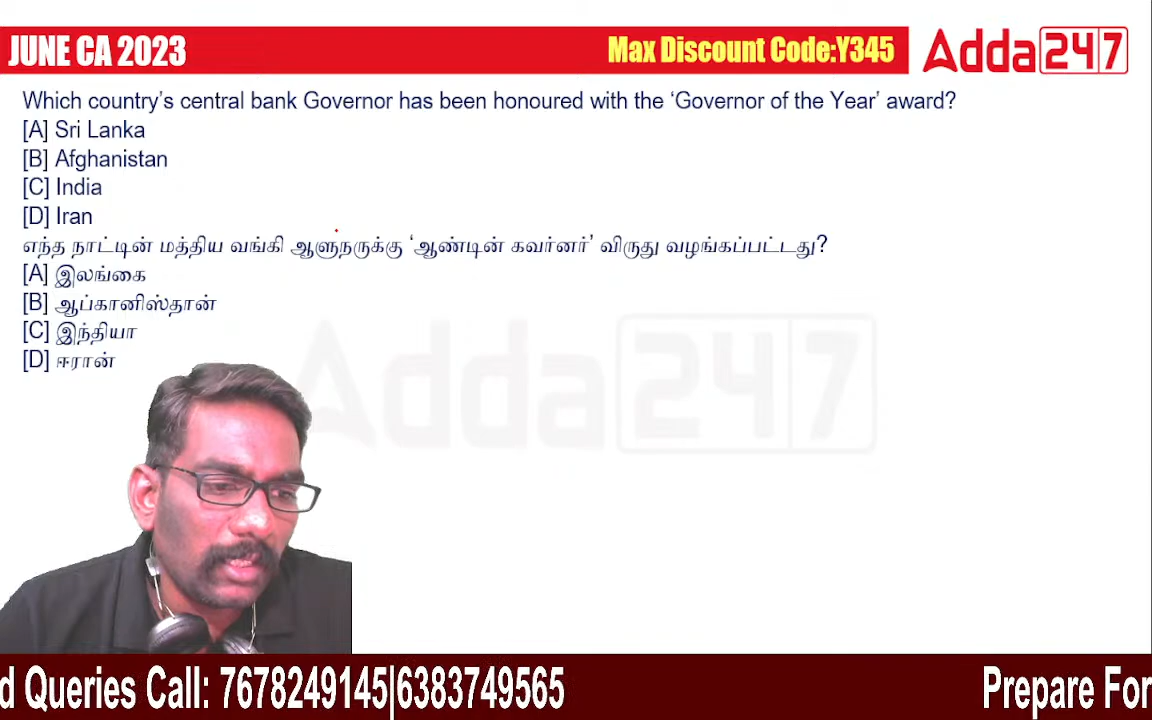 JUNE CA 2023
Max Discount Code:Y345
Adda247
Which country's central bank Governor has been honoured with the ‘Governor of the Year’ award?
[A] Sri Lanka
[B] Afghanistan
[C] India
[D] Iran
எந்த நாட்டின் மத்திய வங்கி ஆளுநருக்கு ‘ஆண்டின் கவர்னர்’ விருது வழங்கப்பட்டது?
[A] இலங்கை
[B] ஆப்கானிஸ்தான்
[C] இந்தியா
[D] ஈரான்
Adda247
d Queries Call: 7678249145|6383749565 Prepare For